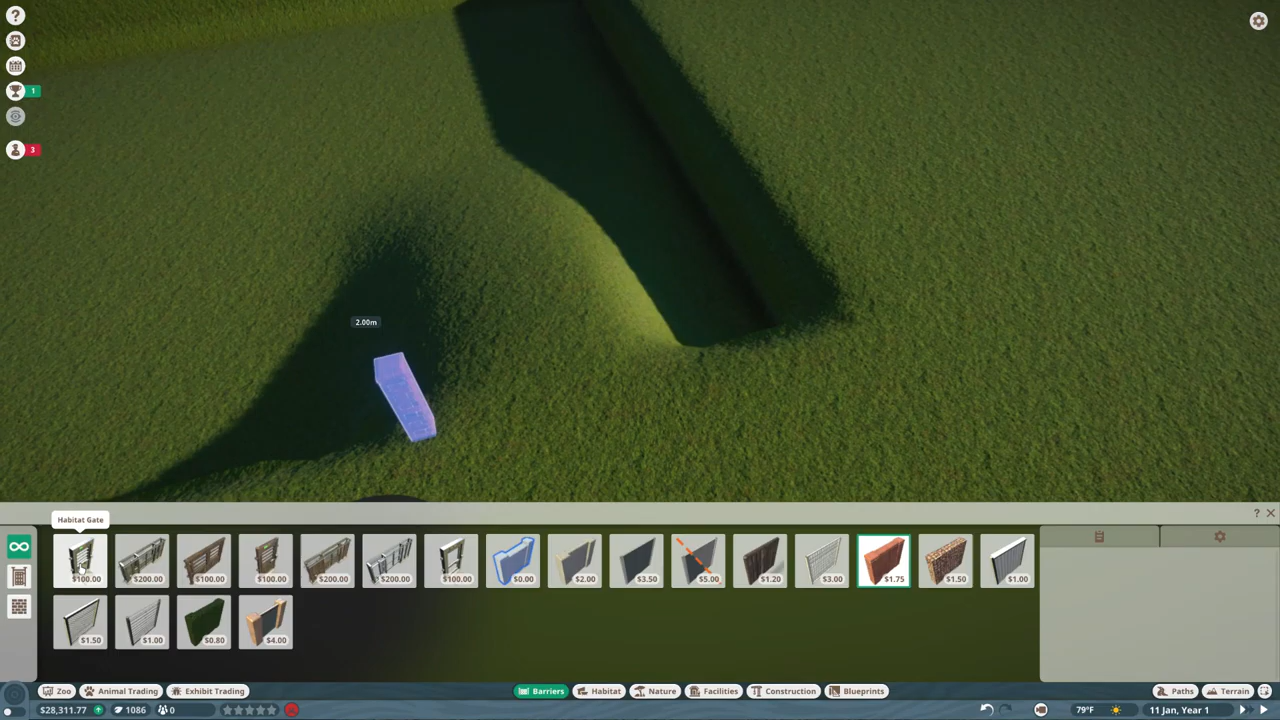 ?
1
3
2.00m
Habitat Gate
?
$100.00 $200.00 $100.00 $100.00 $200.00 $200.00 $100.00 $0.00 $2.00 $3.50 $5.00 $1.20 $3.00 $1.75 $1.50 $1.00
$1.50 $1.00 $0.80 $4.00
Zoo Animal Trading Exhibit Trading Barriers Habitat Nature Facilities Construction Blueprints Paths Terrain
$28,311.77 1086 0 79°F 11 Jan, Year 1